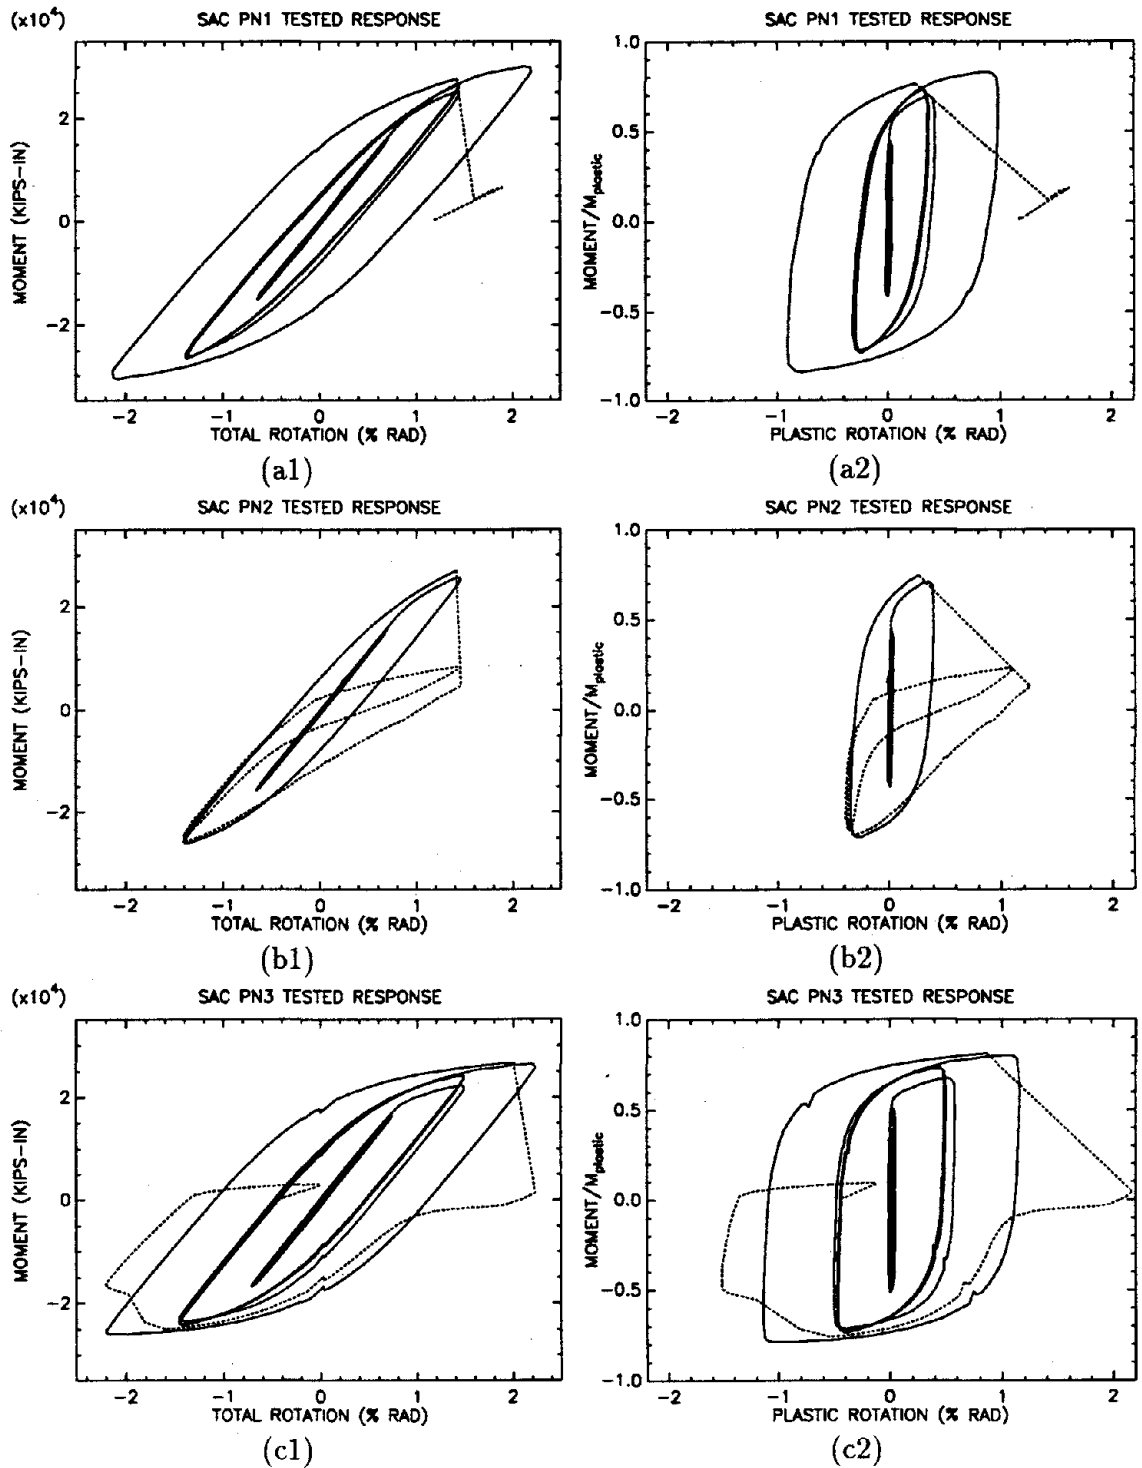 (x10⁴) SAC PN1 TESTED RESPONSE
MOMENT (KIPS-IN)
2
0
-2
-2 -1 0 1 2
TOTAL ROTATION (% RAD)
(a1)
SAC PN1 TESTED RESPONSE
MOMENT/Mplastic
1.0
0.5
0.0
-0.5
-1.0
-2 -1 0 1 2
PLASTIC ROTATION (% RAD)
(a2)
(x10⁴) SAC PN2 TESTED RESPONSE
MOMENT (KIPS-IN)
2
0
-2
-2 -1 0 1 2
TOTAL ROTATION (% RAD)
(b1)
SAC PN2 TESTED RESPONSE
MOMENT/Mplastic
1.0
0.5
0.0
-0.5
-1.0
-2 -1 0 1 2
PLASTIC ROTATION (% RAD)
(b2)
(x10⁴) SAC PN3 TESTED RESPONSE
MOMENT (KIPS-IN)
2
0
-2
-2 -1 0 1 2
TOTAL ROTATION (% RAD)
(c1)
SAC PN3 TESTED RESPONSE
MOMENT/Mplastic
1.0
0.5
0.0
-0.5
-1.0
-2 -1 0 1 2
PLASTIC ROTATION (% RAD)
(c2)